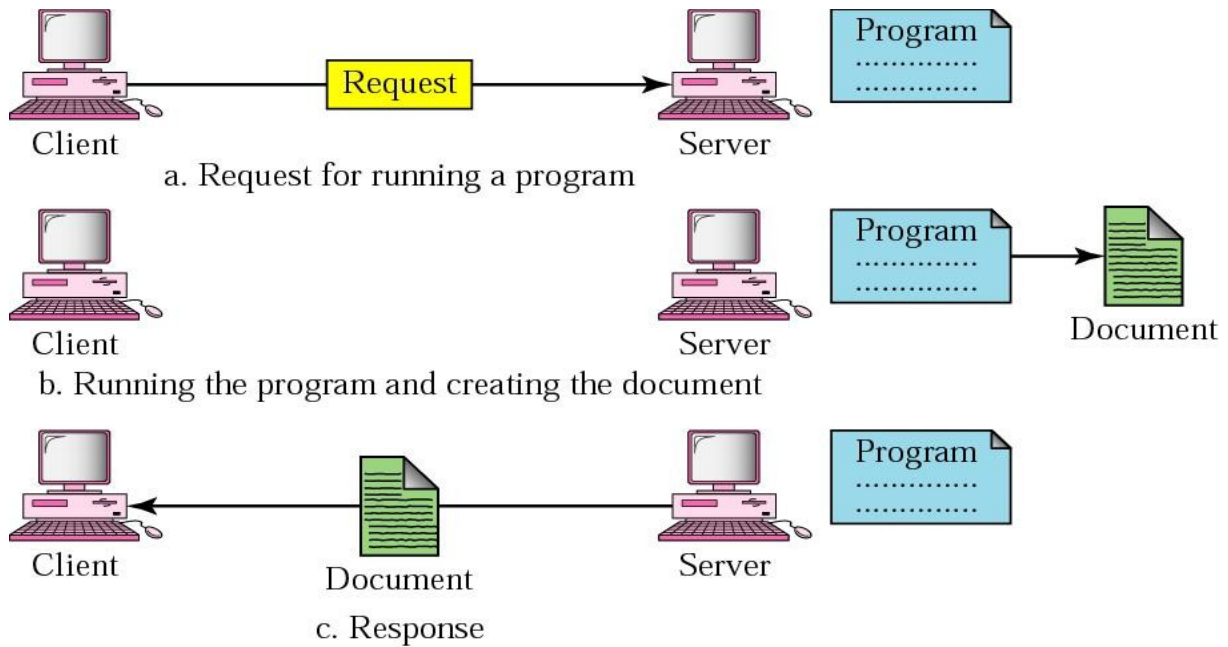 Program
..............
..............
Request
Client
Server
a. Request for running a program
Program
..............
..............
Client
Server
Document
b. Running the program and creating the document
Program
..............
..............
Client
Document
Server
c. Response